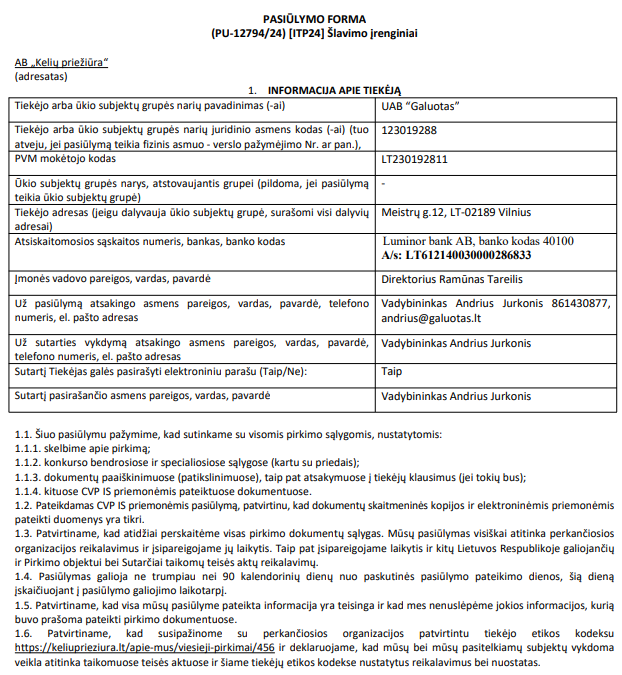 PASIŪLYMO FORMA
(PU-12794/24) [ITP24] Šlavimo įrenginiai
AB „Kelių priežiūra“
(adresatas)
1. INFORMACIJA APIE TIEKĖJĄ
Tiekėjo arba ūkio subjektų grupės narių pavadinimas (-ai)
UAB “Galuotas”
Tiekėjo arba ūkio subjektų grupės narių juridinio asmens kodas (-ai) (tuo
atveju, jei pasiūlymą teikia fizinis asmuo - verslo pažymėjimo Nr. ar pan.),
123019288
PVM mokėtojo kodas
LT230192811
Ūkio subjektų grupės narys, atstovaujantis grupei (pildoma, jei pasiūlymą
teikia ūkio subjektų grupė)
-
Tiekėjo adresas (jeigu dalyvauja ūkio subjektų grupė, surašomi visi dalyvių
adresai)
Meistrų g.12, LT-02189 Vilnius
Atsiskaitomosios sąskaitos numeris, bankas, banko kodas
Luminor bank AB, banko kodas 40100
A/s: LT612140030000286833
Įmonės vadovo pareigos, vardas, pavardė
Direktorius Ramūnas Tareilis
Už pasiūlymą atsakingo asmens pareigos, vardas, pavardė, telefono
numeris, el. pašto adresas
Vadybininkas Andrius Jurkonis 861430877,
andrius@galuotas.lt
Už sutarties vykdymą atsakingo asmens pareigos, vardas, pavardė,
telefono numeris, el. pašto adresas
Vadybininkas Andrius Jurkonis
Sutartį Tiekėjas galės pasirašyti elektroniniu parašu (Taip/Ne):
Taip
Sutartį pasirašančio asmens pareigos, vardas, pavardė
Vadybininkas Andrius Jurkonis
1.1. Šiuo pasiūlymu pažymime, kad sutinkame su visomis pirkimo sąlygomis, nustatytomis:
1.1.1. skelbime apie pirkimą;
1.1.2. konkurso bendrosiose ir specialiosiose sąlygose (kartu su priedais);
1.1.3. dokumentų paaiškinimuose (patikslinimuose), taip pat atsakymuose į tiekėjų klausimus (jei tokių bus);
1.1.4. kituose CVP IS priemonėmis pateiktuose dokumentuose.
1.2. Pateikdamas CVP IS priemonėmis pasiūlymą, patvirtinu, kad dokumentų skaitmeninės kopijos ir elektroninėmis priemonėmis
pateikti duomenys yra tikri.
1.3. Patvirtiname, kad atidžiai perskaitėme visas pirkimo dokumentų sąlygas. Mūsų pasiūlymas visiškai atitinka perkančiosios
organizacijos reikalavimus ir įsipareigojame jų laikytis. Taip pat įsipareigojame laikytis ir kitų Lietuvos Respublikoje galiojančių
ir Pirkimo objektui bei Sutarčiai taikomų teisės aktų reikalavimų.
1.4. Pasiūlymas galioja ne trumpiau nei 90 kalendorinių dienų nuo paskutinės pasiūlymo pateikimo dienos, šią dieną
įskaičiuojant į pasiūlymo galiojimo laikotarpį.
1.5. Patvirtiname, kad visa mūsų pasiūlyme pateikta informacija yra teisinga ir kad mes nenuslėpėme jokios informacijos, kurią
buvo prašoma pateikti pirkimo dokumentuose.
1.6. Patvirtiname, kad susipažinome su perkančiosios organizacijos patvirtintu tiekėjo etikos kodeksu
https://keliuprieziura.lt/apie-mus/viesieji-pirkimai/456 ir deklaruojame, kad mūsų bei mūsų pasitelkiamų subjektų vykdoma
veikla atitinka taikomuose teisės aktuose ir šiame tiekėjų etikos kodekse nustatytus reikalavimus bei nuostatas.